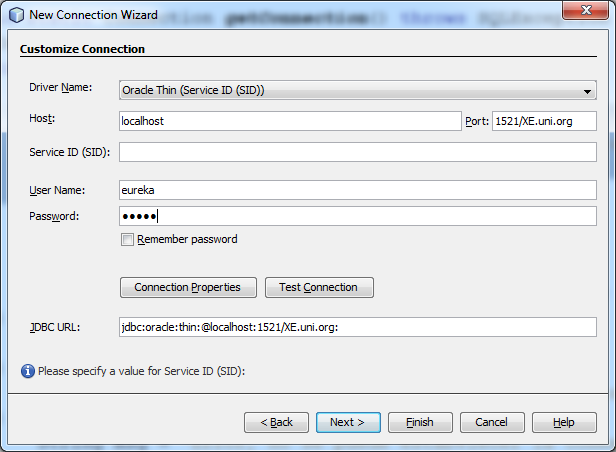 New Connection Wizard
getConnection() throws
Customize Connection
Driver Name: Oracle Thin (Service ID (SID))
Host: localhost Port: 1521/XE.uni.org
Service ID (SID):
User Name: eureka
Password: •••••
Remember password
Connection Properties Test Connection
JDBC URL: jdbc:oracle:thin:@localhost:1521/XE.uni.org:
Please specify a value for Service ID (SID):
< Back Next > Finish Cancel Help